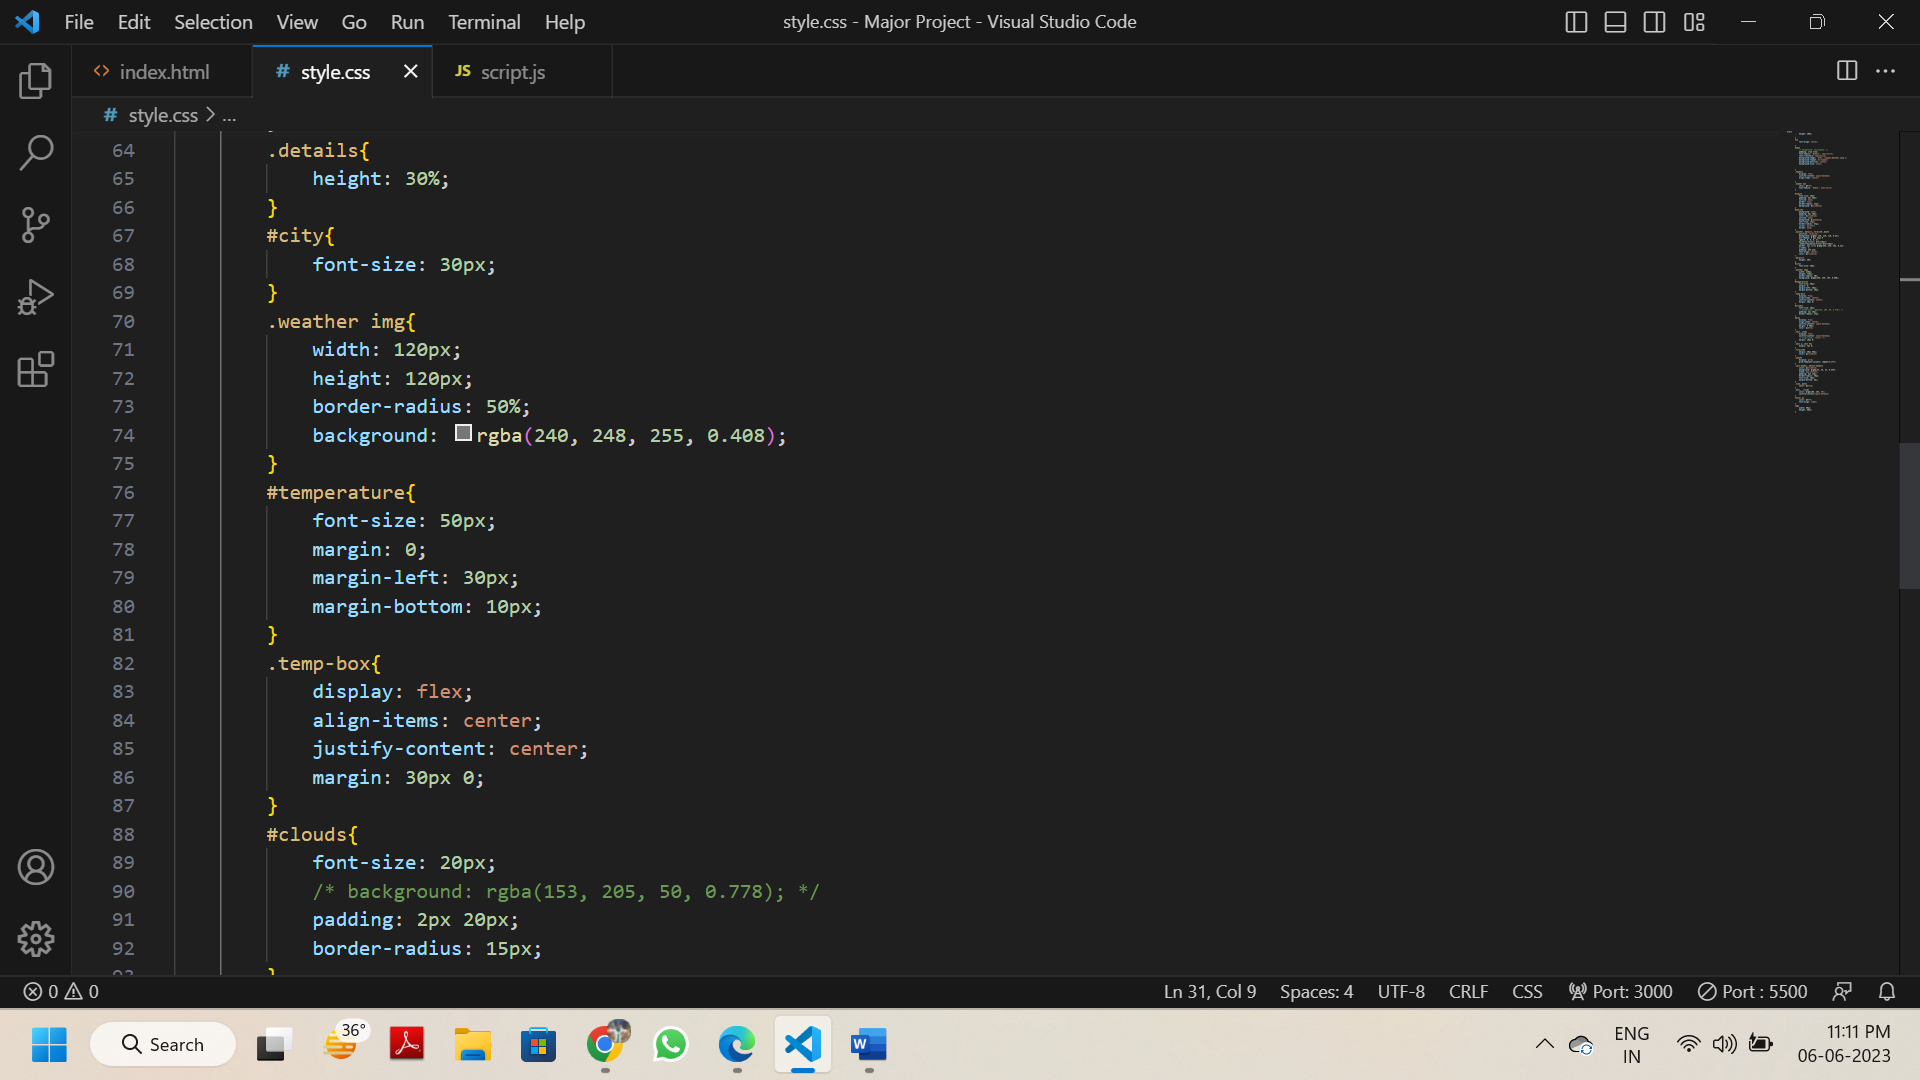 File Edit Selection View Go Run Terminal Help
style.css - Major Project - Visual Studio Code
<> index.html
# style.css
JS script.js
# style.css > ...
64 .details{
65 height: 30%;
66 }
67 #city{
68 font-size: 30px;
69 }
70 .weather img{
71 width: 120px;
72 height: 120px;
73 border-radius: 50%;
74 background: rgba(240, 248, 255, 0.408);
75 }
76 #temperature{
77 font-size: 50px;
78 margin: 0;
79 margin-left: 30px;
80 margin-bottom: 10px;
81 }
82 .temp-box{
83 display: flex;
84 align-items: center;
85 justify-content: center;
86 margin: 30px 0;
87 }
88 #clouds{
89 font-size: 20px;
90 /* background: rgba(153, 205, 50, 0.778); */
91 padding: 2px 20px;
92 border-radius: 15px;
93 }
0 0
Ln 31, Col 9 Spaces: 4 UTF-8 CRLF CSS Port: 3000 Port : 5500
Search
36°
W
ENG
IN
11:11 PM
06-06-2023